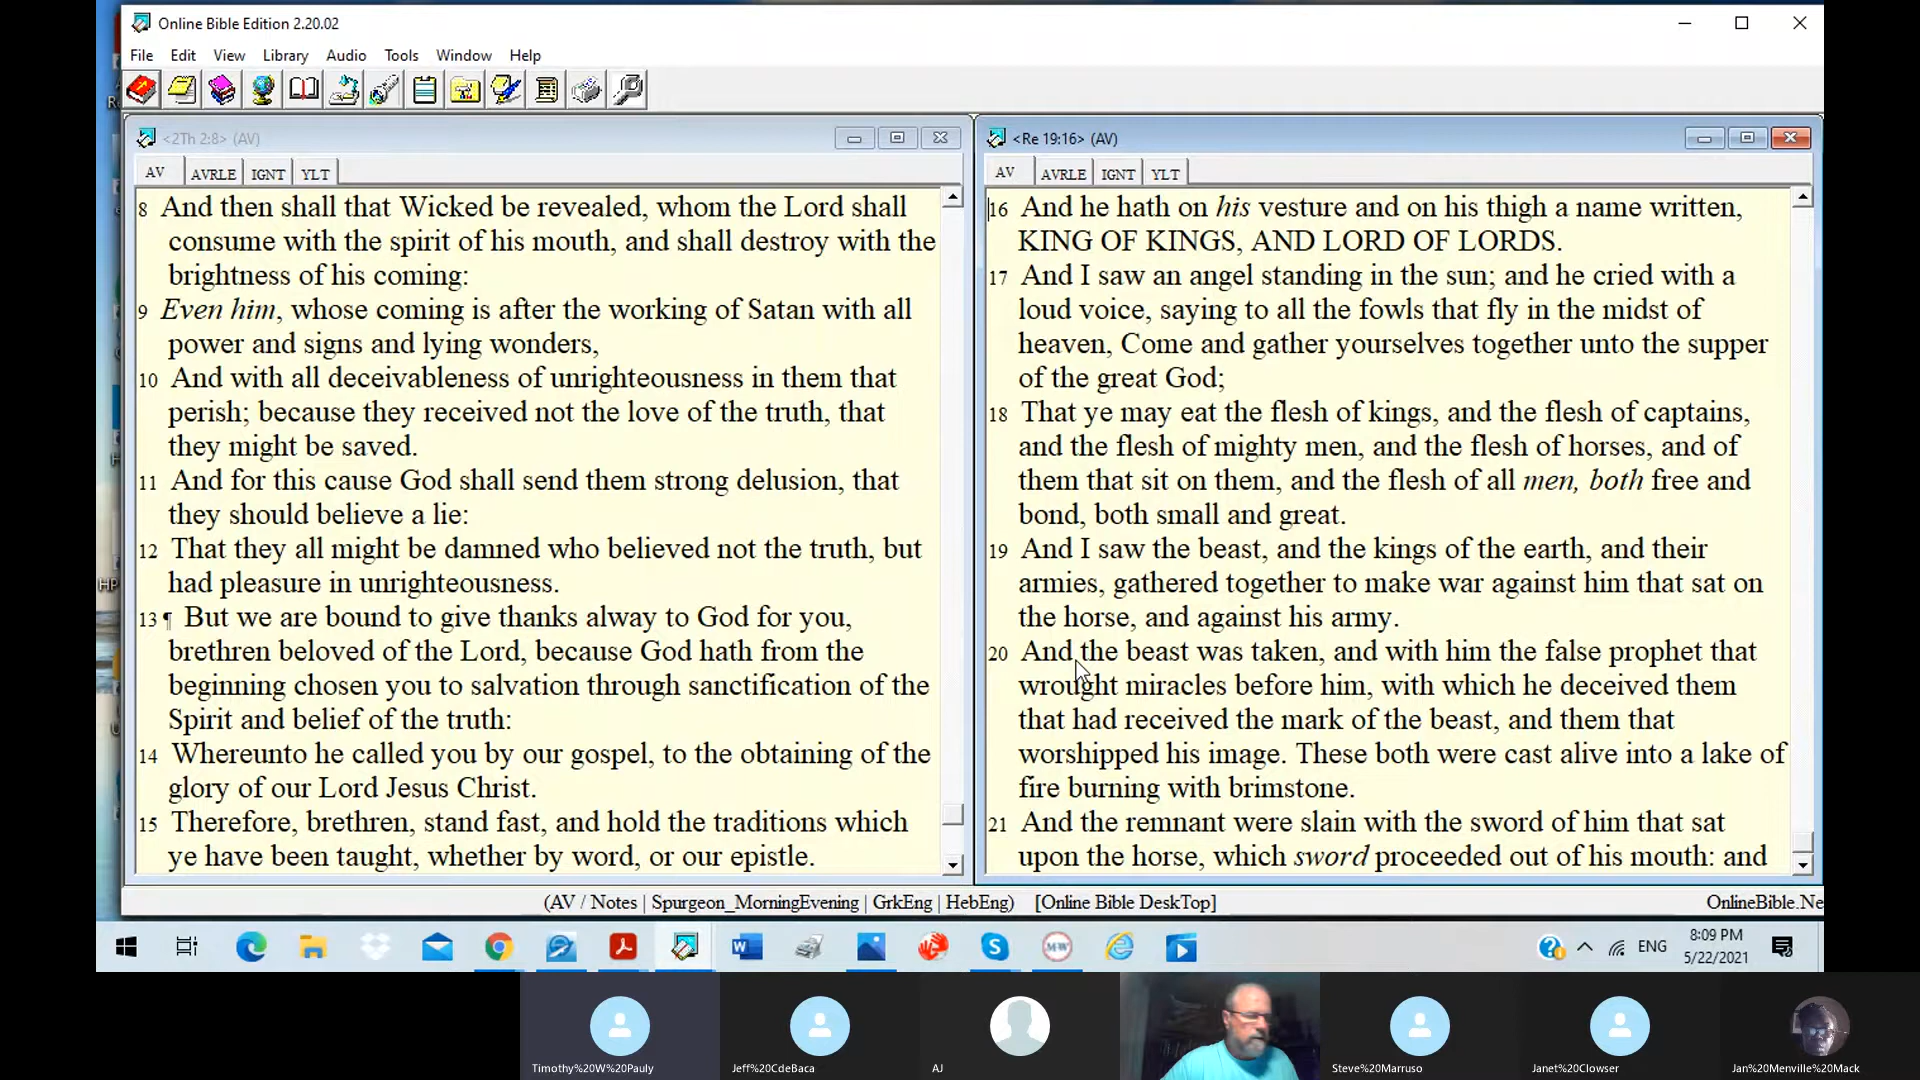 Online Bible Edition 2.20.02
File Edit View Library Audio Tools Window Help
<2Th 2:8> (AV)
AV AVRLE IGNT YLT
8 And then shall that Wicked be revealed, whom the Lord shall
consume with the spirit of his mouth, and shall destroy with the
brightness of his coming:
9 Even him, whose coming is after the working of Satan with all
power and signs and lying wonders,
10 And with all deceivableness of unrighteousness in them that
perish; because they received not the love of the truth, that
they might be saved.
11 And for this cause God shall send them strong delusion, that
they should believe a lie:
12 That they all might be damned who believed not the truth, but
had pleasure in unrighteousness.
13 ¶ But we are bound to give thanks alway to God for you,
brethren beloved of the Lord, because God hath from the
beginning chosen you to salvation through sanctification of the
Spirit and belief of the truth:
14 Whereunto he called you by our gospel, to the obtaining of the
glory of our Lord Jesus Christ.
15 Therefore, brethren, stand fast, and hold the traditions which
ye have been taught, whether by word, or our epistle.
<Re 19:16> (AV)
AV AVRLE IGNT YLT
16 And he hath on his vesture and on his thigh a name written,
KING OF KINGS, AND LORD OF LORDS.
17 And I saw an angel standing in the sun; and he cried with a
loud voice, saying to all the fowls that fly in the midst of
heaven, Come and gather yourselves together unto the supper
of the great God;
18 That ye may eat the flesh of kings, and the flesh of captains,
and the flesh of mighty men, and the flesh of horses, and of
them that sit on them, and the flesh of all men, both free and
bond, both small and great.
19 And I saw the beast, and the kings of the earth, and their
armies, gathered together to make war against him that sat on
the horse, and against his army.
20 And the beast was taken, and with him the false prophet that
wrought miracles before him, with which he deceived them
that had received the mark of the beast, and them that
worshipped his image. These both were cast alive into a lake of
fire burning with brimstone.
21 And the remnant were slain with the sword of him that sat
upon the horse, which sword proceeded out of his mouth: and
(AV / Notes | Spurgeon_MorningEvening | GrkEng | HebEng) [Online Bible DeskTop] OnlineBible.Ne
HP
ENG
8:09 PM
5/22/2021
Timothy%20W%20Pauly
Jeff%20CdeBaca
AJ
Steve%20Marruso
Janet%20Clowser
Jan%20Menville%20Mack